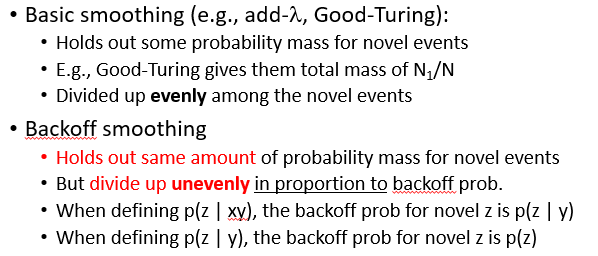 • Basic smoothing (e.g., add-λ, Good-Turing):
• Holds out some probability mass for novel events
• E.g., Good-Turing gives them total mass of N₁/N
• Divided up evenly among the novel events
• Backoff smoothing
• Holds out same amount of probability mass for novel events
• But divide up unevenly in proportion to backoff prob.
• When defining p(z | xy), the backoff prob for novel z is p(z | y)
• When defining p(z | y), the backoff prob for novel z is p(z)